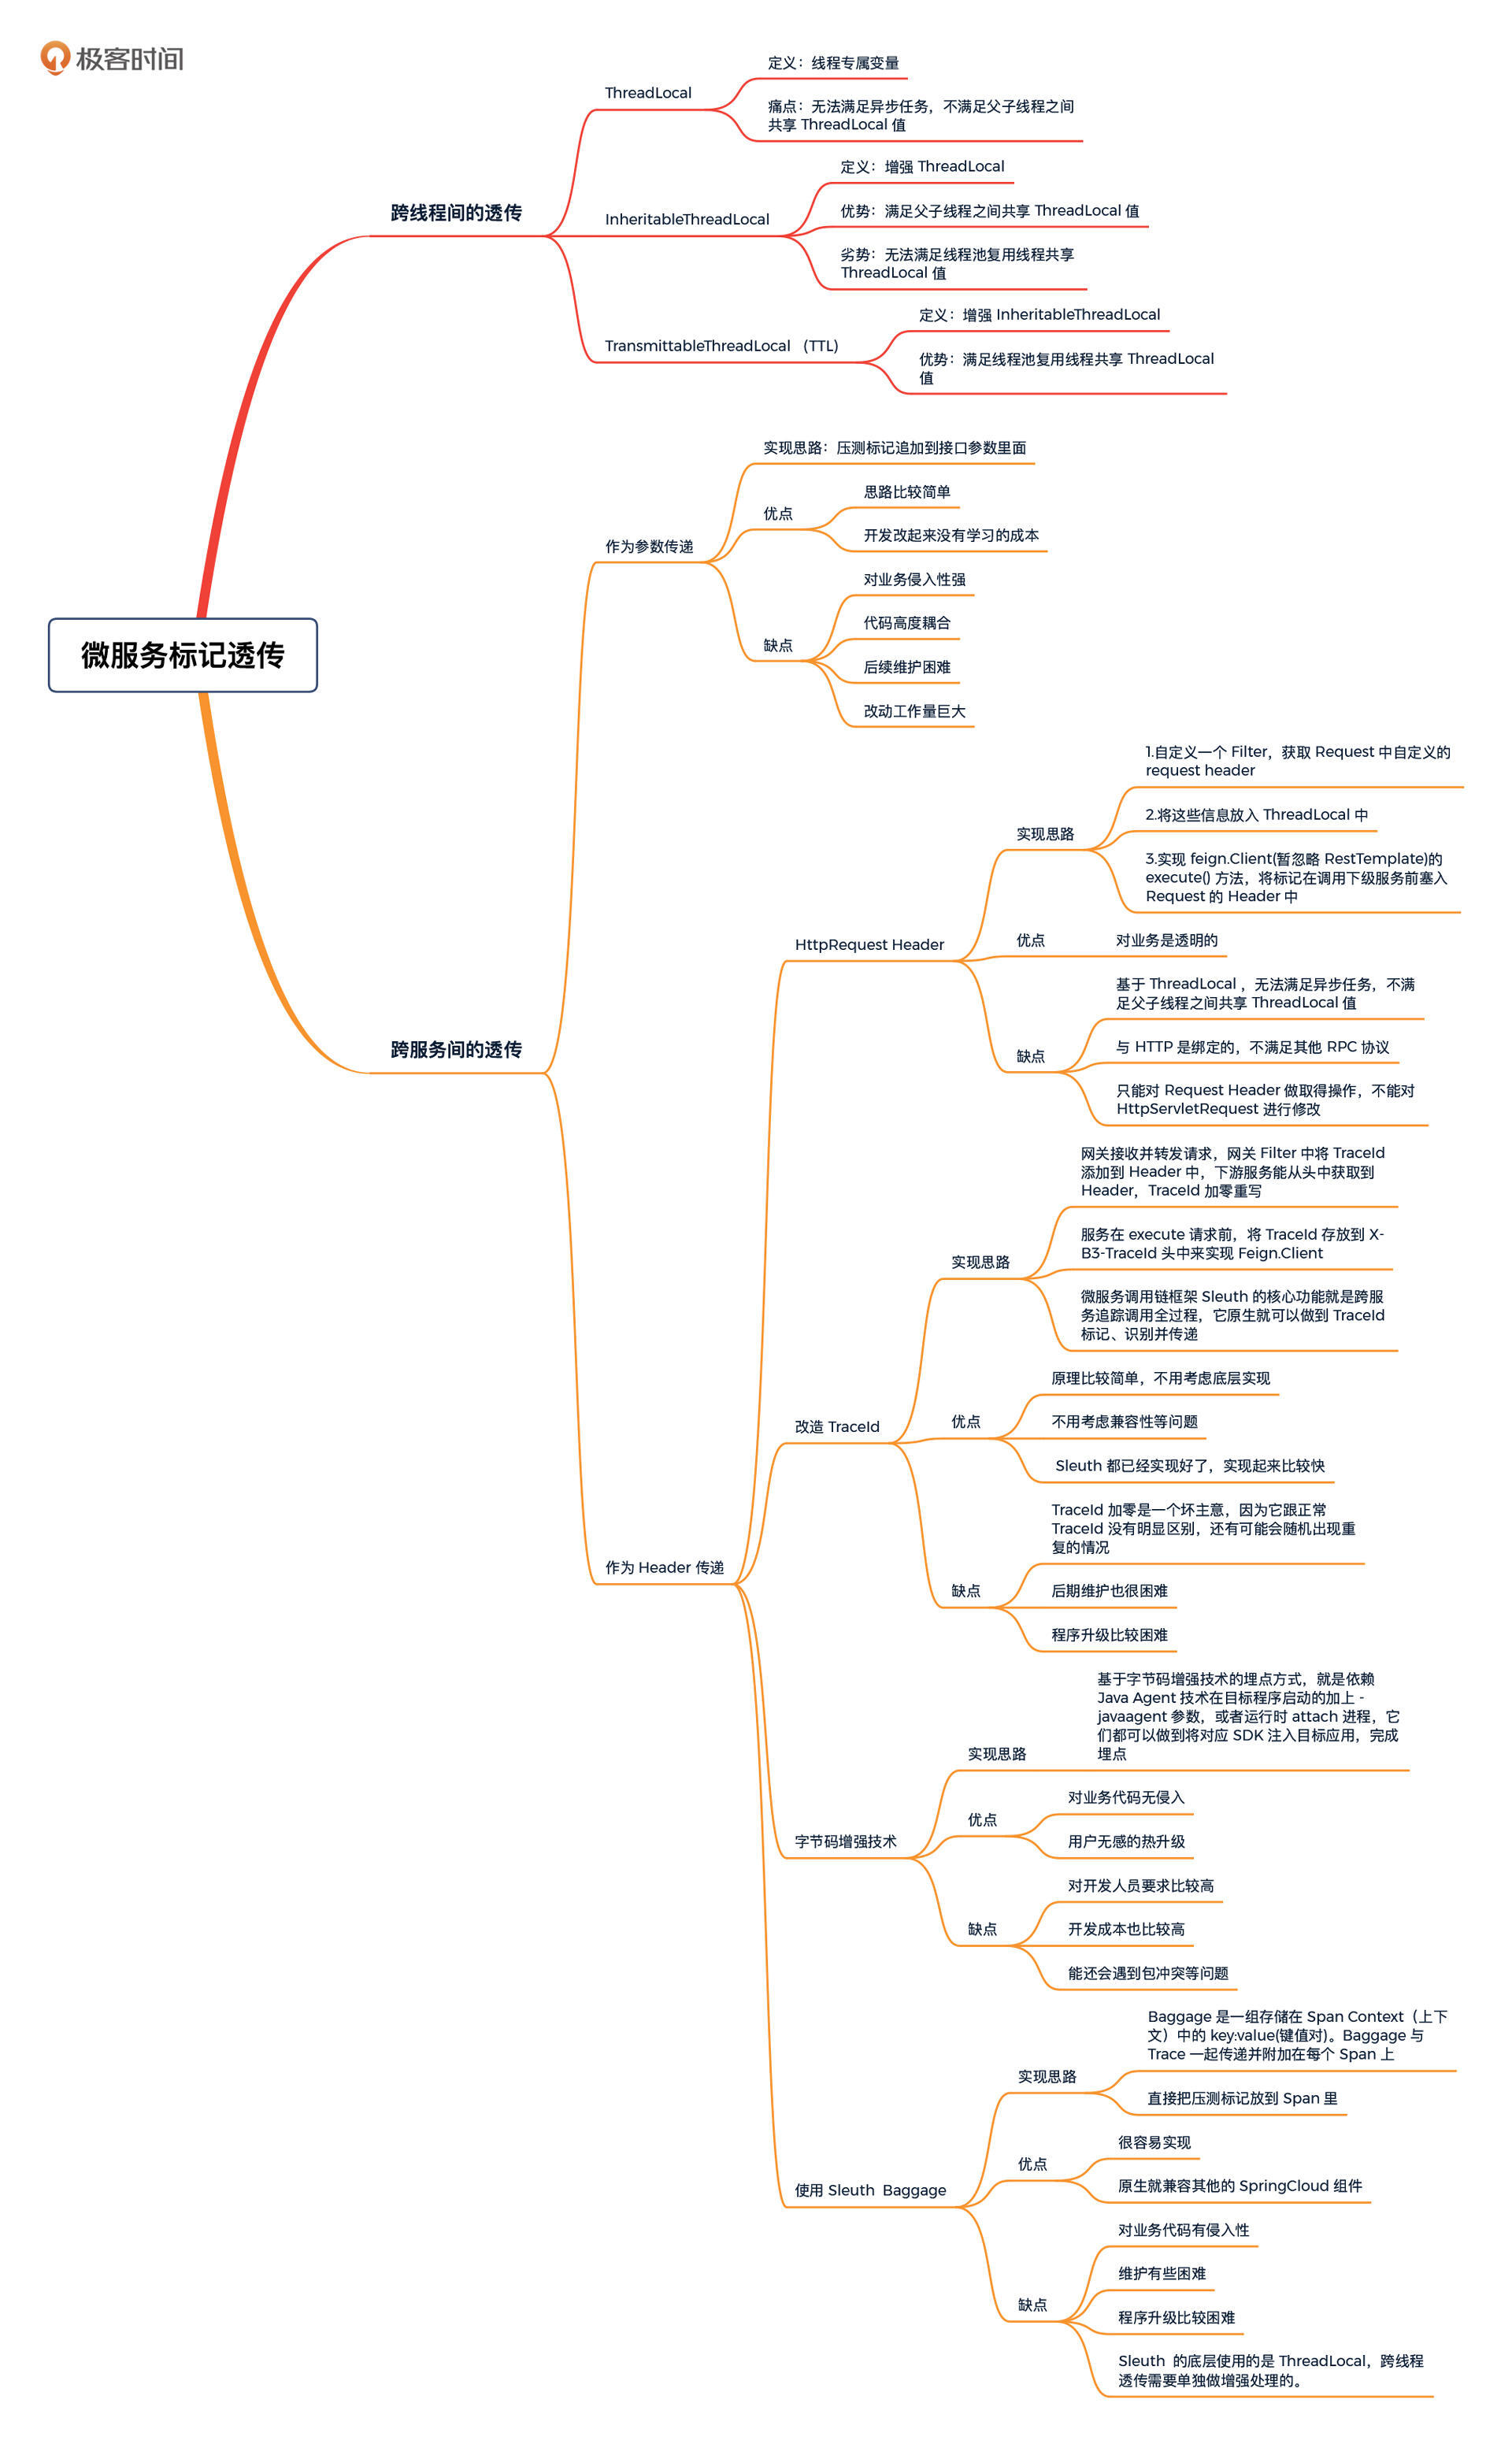 极客时间
微服务标记透传
跨线程间的透传
ThreadLocal
定义：线程专属变量
痛点：无法满足异步任务，不满足父子线程之间
共享 ThreadLocal 值
InheritableThreadLocal
定义：增强 ThreadLocal
优势：满足父子线程之间共享 ThreadLocal 值
劣势：无法满足线程池复用线程共享
ThreadLocal 值
TransmittableThreadLocal （TTL)
定义：增强 InheritableThreadLocal
优势：满足线程池复用线程共享 ThreadLocal
值
跨服务间的透传
作为参数传递
实现思路：压测标记追加到接口参数里面
优点
思路比较简单
开发改起来没有学习的成本
缺点
对业务侵入性强
代码高度耦合
后续维护困难
改动工作量巨大
作为 Header 传递
HttpRequest Header
实现思路
1.自定义一个 Filter，获取 Request 中自定义的
request header
2.将这些信息放入 ThreadLocal 中
3.实现 feign.Client(暂忽略 RestTemplate)的
execute() 方法，将标记在调用下级服务前塞入
Request 的 Header 中
优点
对业务是透明的
缺点
基于 ThreadLocal ，无法满足异步任务，不满
足父子线程之间共享 ThreadLocal 值
与 HTTP 是绑定的，不满足其他 RPC 协议
只能对 Request Header 做取得操作，不能对
HttpServletRequest 进行修改
改造 TraceId
实现思路
网关接收并转发请求，网关 Filter 中将 TraceId
添加到 Header 中，下游服务能从头中获取到
Header，TraceId 加零重写
服务在 execute 请求前，将 TraceId 存放到 X-
B3-TraceId 头中来实现 Feign.Client
微服务调用链框架 Sleuth 的核心功能就是跨服
务追踪调用全过程，它原生就可以做到 TraceId
标记、识别并传递
优点
原理比较简单，不用考虑底层实现
不用考虑兼容性等问题
Sleuth 都已经实现好了，实现起来比较快
缺点
TraceId 加零是一个坏主意，因为它跟正常
TraceId 没有明显区别，还有可能会随机出现重
复的情况
后期维护也很困难
程序升级比较困难
字节码增强技术
实现思路
基于字节码增强技术的埋点方式，就是依赖
Java Agent 技术在目标程序启动的加上 -
javaagent 参数，或者运行时 attach 进程，它
们都可以做到将对应 SDK 注入目标应用，完成
埋点
优点
对业务代码无侵入
用户无感的热升级
缺点
对开发人员要求比较高
开发成本也比较高
能还会遇到包冲突等问题
使用 Sleuth Baggage
实现思路
Baggage 是一组存储在 Span Context（上下
文）中的 key:value(键值对)。Baggage 与
Trace 一起传递并附加在每个 Span 上
直接把压测标记放到 Span 里
优点
很容易实现
原生就兼容其他的 SpringCloud 组件
缺点
对业务代码有侵入性
维护有些困难
程序升级比较困难
Sleuth 的底层使用的是 ThreadLocal，跨线程
透传需要单独做增强处理的。